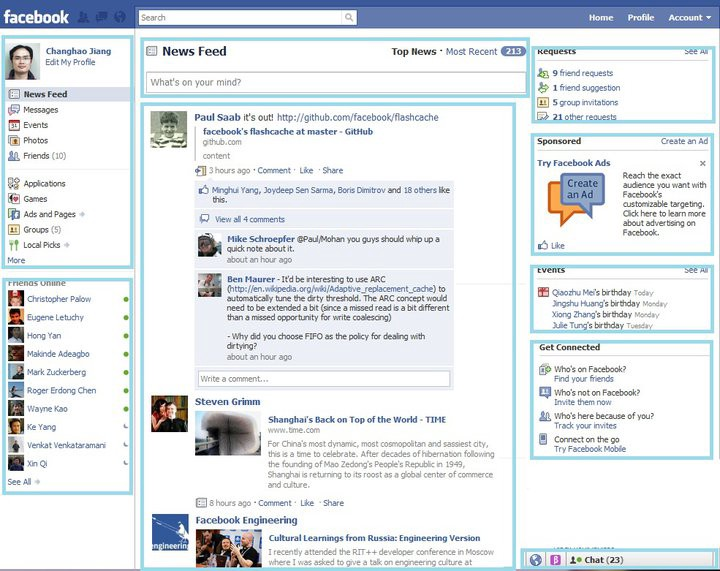 facebook
Search
Home Profile Account
Changhao Jiang
Edit My Profile
News Feed
Messages
Events
Photos
Friends (10)
Applications
Games
Ads and Pages
Groups (5)
Local Picks
More
Friends Online
Christopher Palow
Eugene Letuchy
Hong Yan
Makinde Adeagbo
Mark Zuckerberg
Roger Erdong Chen
Wayne Kao
Ke Yang
Venkat Venkataramani
Xin Qi
See All
News Feed
Top News · Most Recent 213
What's on your mind?
Paul Saab it's out! http://github.com/facebook/flashcache
facebook's flashcache at master - GitHub
github.com
content
3 hours ago · Comment · Like · Share
Minghui Yang, Joydeep Sen Sarma, Boris Dimitrov and 18 others like
this.
View all 4 comments
Mike Schroepfer @Paul/Mohan you guys should whip up a
quick note about it.
about an hour ago
Ben Maurer - It'd be interesting to use ARC
(http://en.wikipedia.org/wiki/Adaptive_replacement_cache) to
automatically tune the dirty threshold. The ARC concept would
need to be extended a bit (since a missed read is a bit different
than a missed opportunity for write coalescing)
- Why did you choose FIFO as the policy for dealing with
dirtying?
about an hour ago
Write a comment...
Steven Grimm
Shanghai's Back on Top of the World - TIME
www.time.com
For China's most dynamic, most cosmopolitan and sassiest city,
this is a time to celebrate. After decades of hibernation following
the founding of Mao Zedong's People's Republic in 1949,
Shanghai is returning to its roost as a global center of commerce
and culture.
8 hours ago · Comment · Like · Share
Facebook Engineering
Cultural Learnings from Russia: Engineering Version
I recently attended the RIT++ developer conference in Moscow
where I was asked to give a talk on engineering culture at
engineering
Requests See All
9 friend requests
1 friend suggestion
5 group invitations
21 other requests
Sponsored Create an Ad
Try Facebook Ads
Create
an Ad
Reach the exact
audience you want with
Facebook's
customizable targeting.
Click here to learn more
about advertising on
Facebook.
Like
Events See All
Qiaozhu Mei's birthday Today
Jingshu Huang's birthday Monday
Xiong Zhang's birthday Monday
Julie Tung's birthday Tuesday
Get Connected
Who's on Facebook?
Find your friends
Who's not on Facebook?
Invite them now
Who's here because of you?
Track your invites
Connect on the go
Try Facebook Mobile
Chat (23)